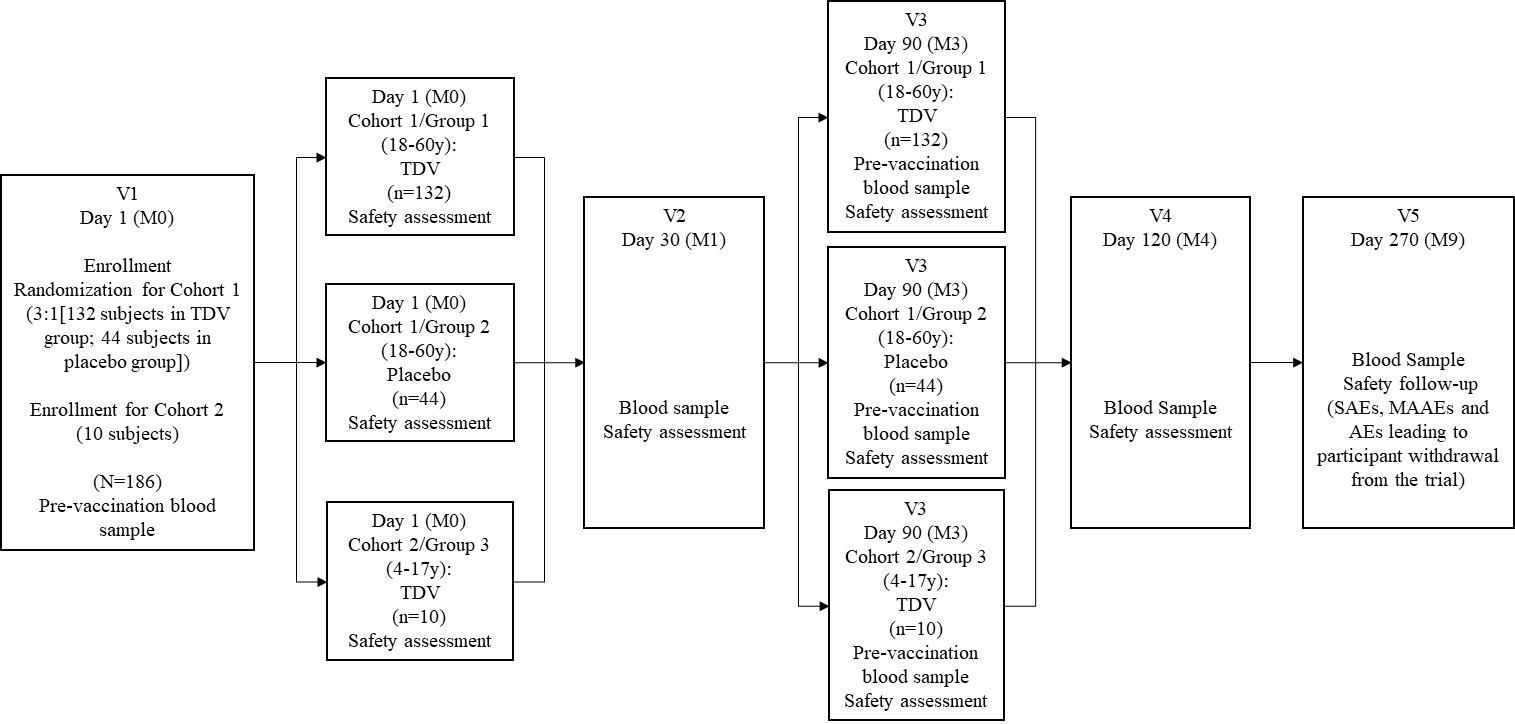 V1
Day 1 (M0)
Enrollment
Randomization for Cohort 1
(3:1[132 subjects in TDV
group; 44 subjects in
placebo group])
Enrollment for Cohort 2
(10 subjects)
(N=186)
Pre-vaccination blood
sample
Day 1 (M0)
Cohort 1/Group 1
(18-60y):
TDV
(n=132)
Safety assessment
Day 1 (M0)
Cohort 1/Group 2
(18-60y):
Placebo
(n=44)
Safety assessment
Day 1 (M0)
Cohort 2/Group 3
(4-17y):
TDV
(n=10)
Safety assessment
V2
Day 30 (M1)
Blood sample
Safety assessment
V3
Day 90 (M3)
Cohort 1/Group 1
(18-60y):
TDV
(n=132)
Pre-vaccination
blood sample
Safety assessment
V3
Day 90 (M3)
Cohort 1/Group 2
(18-60y):
Placebo
(n=44)
Pre-vaccination
blood sample
Safety assessment
V3
Day 90 (M3)
Cohort 2/Group 3
(4-17y):
TDV
(n=10)
Pre-vaccination
blood sample
Safety assessment
V4
Day 120 (M4)
Blood Sample
Safety assessment
V5
Day 270 (M9)
Blood Sample
Safety follow-up
(SAEs, MAAEs and
AEs leading to
participant withdrawal
from the trial)